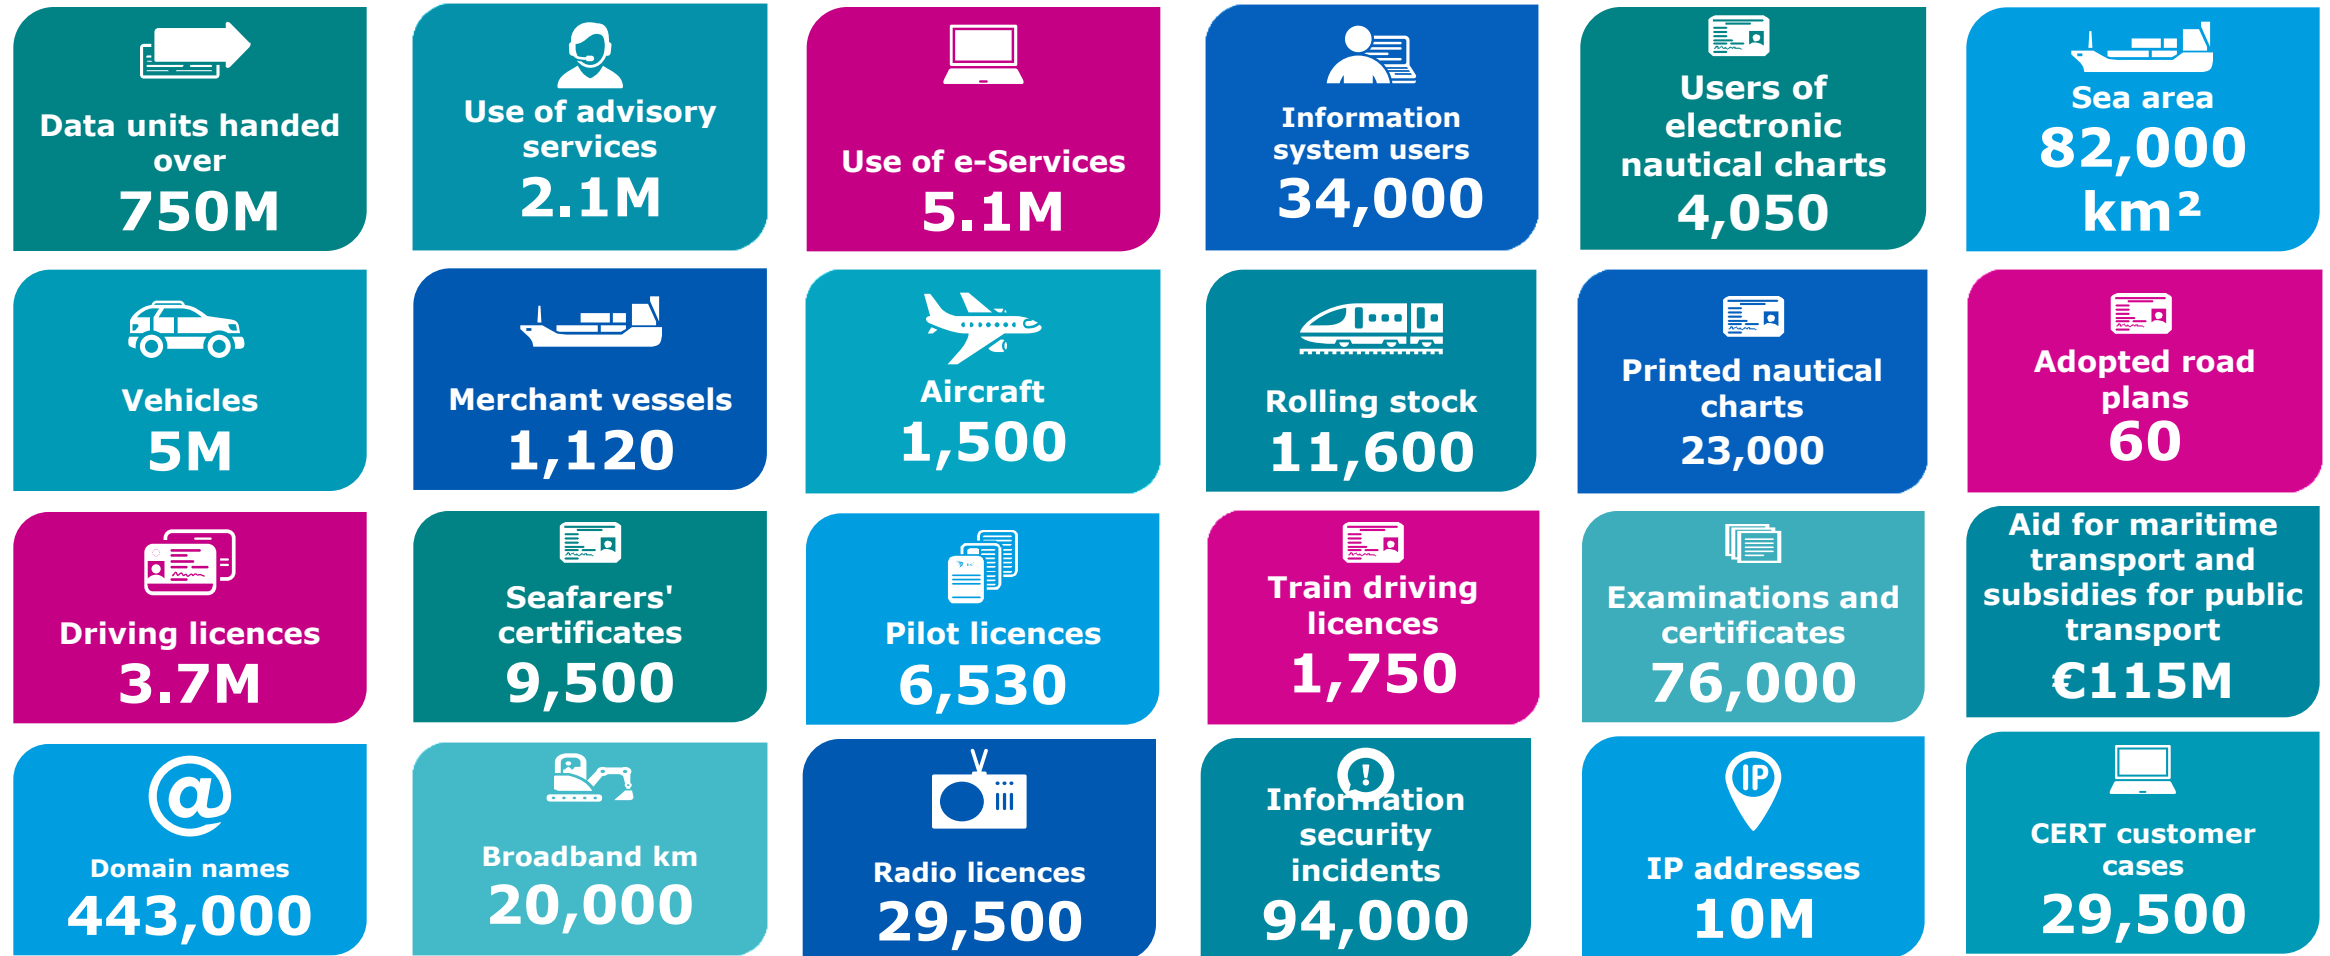 Data units handed
over
750M
Use of advisory
services
2.1M
Use of e-Services
5.1M
Information
system users
34,000
Users of
electronic
nautical charts
4,050
Sea area
82,000
km²
Vehicles
5M
Merchant vessels
1,120
Aircraft
1,500
Rolling stock
11,600
Printed nautical
charts
23,000
Adopted road
plans
60
Driving licences
3.7M
Seafarers'
certificates
9,500
Pilot licences
6,530
Train driving
licences
1,750
Examinations and
certificates
76,000
Aid for maritime
transport and
subsidies for public
transport
€115M
@
Domain names
443,000
Broadband km
20,000
Radio licences
29,500
!
Information
security
incidents
94,000
IP
IP addresses
10M
CERT customer
cases
29,500